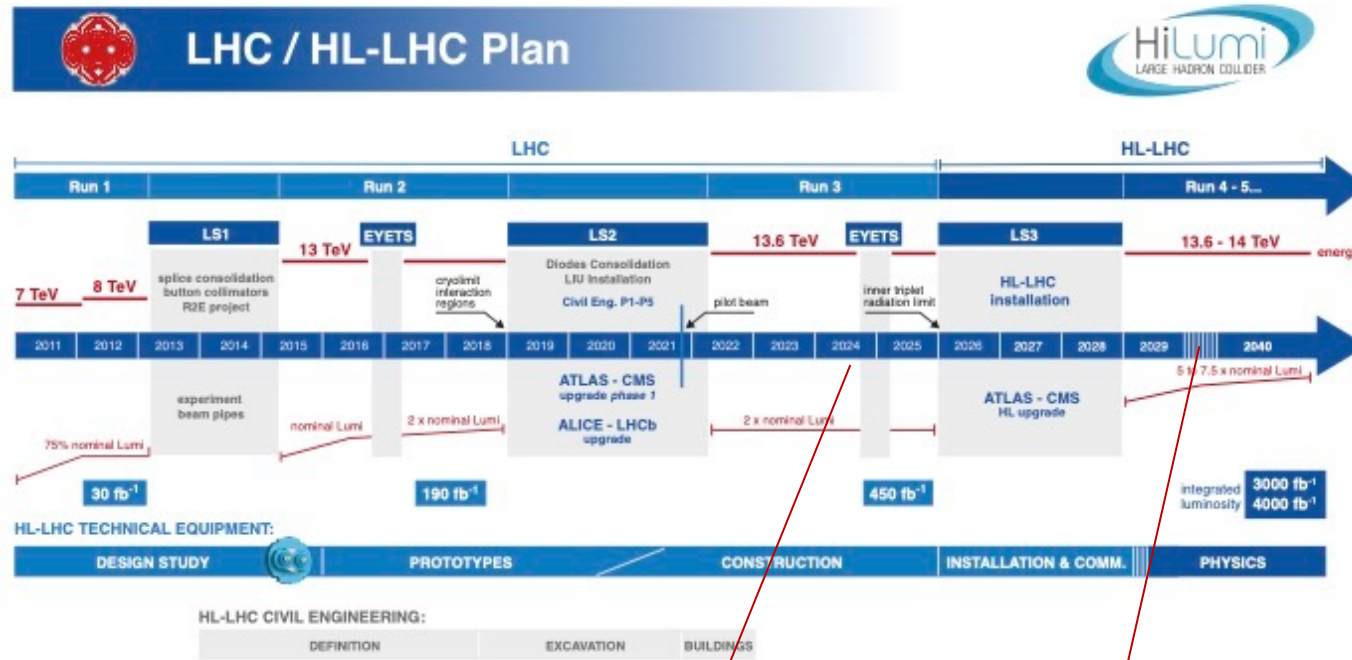 LHC / HL-LHC Plan
HiLumi
LARGE HADRON COLLIDER
LHC HL-LHC
Run 1 Run 2 Run 3 Run 4 - 5...
LS1 EYETS LS2 EYETS LS3
13 TeV 13.6 TeV 13.6 - 14 TeV
energy
7 TeV 8 TeV
splice consolidation
button collimators
R2E project
cryolimit
interaction
regions
Diodes Consolidation
LIU Installation
Civil Eng. P1-P5
pilot beam
inner triplet
radiation limit
HL-LHC
installation
2011 2012 2013 2014 2015 2016 2017 2018 2019 2020 2021 2022 2023 2024 2025 2026 2027 2028 2029 2040
5 to 7.5 x nominal Lumi
experiment
beam pipes
ATLAS - CMS
upgrade phase 1
ALICE - LHCb
upgrade
ATLAS - CMS
HL upgrade
75% nominal Lumi nominal Lumi 2 x nominal Lumi 2 x nominal Lumi
30 fb-1 190 fb-1 450 fb-1
integrated
luminosity
3000 fb-1
4000 fb-1
HL-LHC TECHNICAL EQUIPMENT:
DESIGN STUDY PROTOTYPES CONSTRUCTION INSTALLATION & COMM. PHYSICS
HL-LHC CIVIL ENGINEERING:
DEFINITION EXCAVATION BUILDINGS